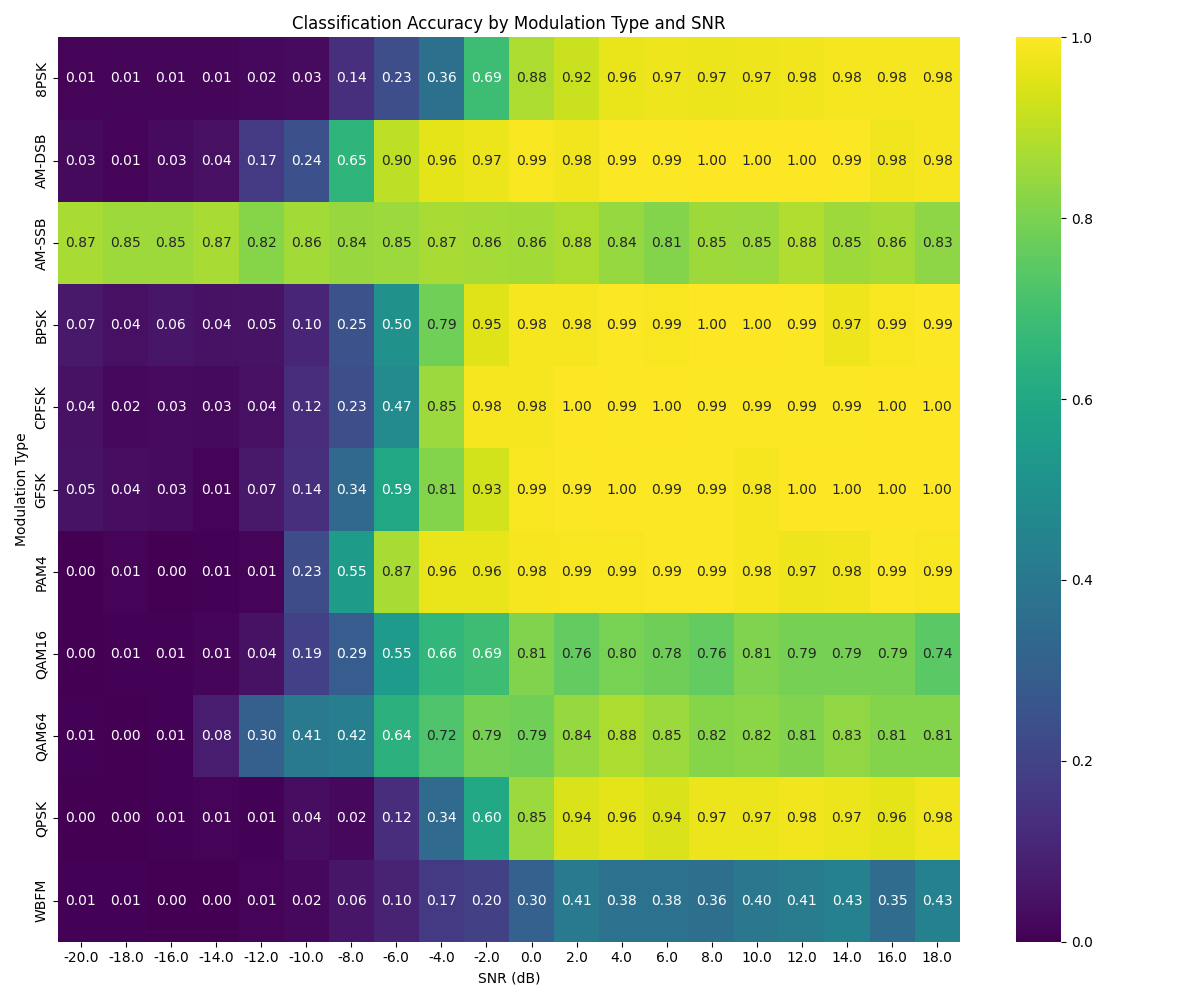 Classification Accuracy by Modulation Type and SNR
Modulation Type
8PSK 0.01 0.01 0.01 0.01 0.02 0.03 0.14 0.23 0.36 0.69 0.88 0.92 0.96 0.97 0.97 0.97 0.98 0.98 0.98 0.98
AM-DSB 0.03 0.01 0.03 0.04 0.17 0.24 0.65 0.90 0.96 0.97 0.99 0.98 0.99 0.99 1.00 1.00 1.00 0.99 0.98 0.98
AM-SSB 0.87 0.85 0.85 0.87 0.82 0.86 0.84 0.85 0.87 0.86 0.86 0.88 0.84 0.81 0.85 0.85 0.88 0.85 0.86 0.83
BPSK 0.07 0.04 0.06 0.04 0.05 0.10 0.25 0.50 0.79 0.95 0.98 0.98 0.99 0.99 1.00 1.00 0.99 0.97 0.99 0.99
CPFSK 0.04 0.02 0.03 0.03 0.04 0.12 0.23 0.47 0.85 0.98 0.98 1.00 0.99 1.00 0.99 0.99 0.99 0.99 1.00 1.00
GFSK 0.05 0.04 0.03 0.01 0.07 0.14 0.34 0.59 0.81 0.93 0.99 0.99 1.00 0.99 0.99 0.98 1.00 1.00 1.00 1.00
PAM4 0.00 0.01 0.00 0.01 0.01 0.23 0.55 0.87 0.96 0.96 0.98 0.99 0.99 0.99 0.99 0.98 0.97 0.98 0.99 0.99
QAM16 0.00 0.01 0.01 0.01 0.04 0.19 0.29 0.55 0.66 0.69 0.81 0.76 0.80 0.78 0.76 0.81 0.79 0.79 0.79 0.74
QAM64 0.01 0.00 0.01 0.08 0.30 0.41 0.42 0.64 0.72 0.79 0.79 0.84 0.88 0.85 0.82 0.82 0.81 0.83 0.81 0.81
QPSK 0.00 0.00 0.01 0.01 0.01 0.04 0.02 0.12 0.34 0.60 0.85 0.94 0.96 0.94 0.97 0.97 0.98 0.97 0.96 0.98
WBFM 0.01 0.01 0.00 0.00 0.01 0.02 0.06 0.10 0.17 0.20 0.30 0.41 0.38 0.38 0.36 0.40 0.41 0.43 0.35 0.43
-20.0 -18.0 -16.0 -14.0 -12.0 -10.0 -8.0 -6.0 -4.0 -2.0 0.0 2.0 4.0 6.0 8.0 10.0 12.0 14.0 16.0 18.0
SNR (dB)
1.0
0.8
0.6
0.4
0.2
0.0